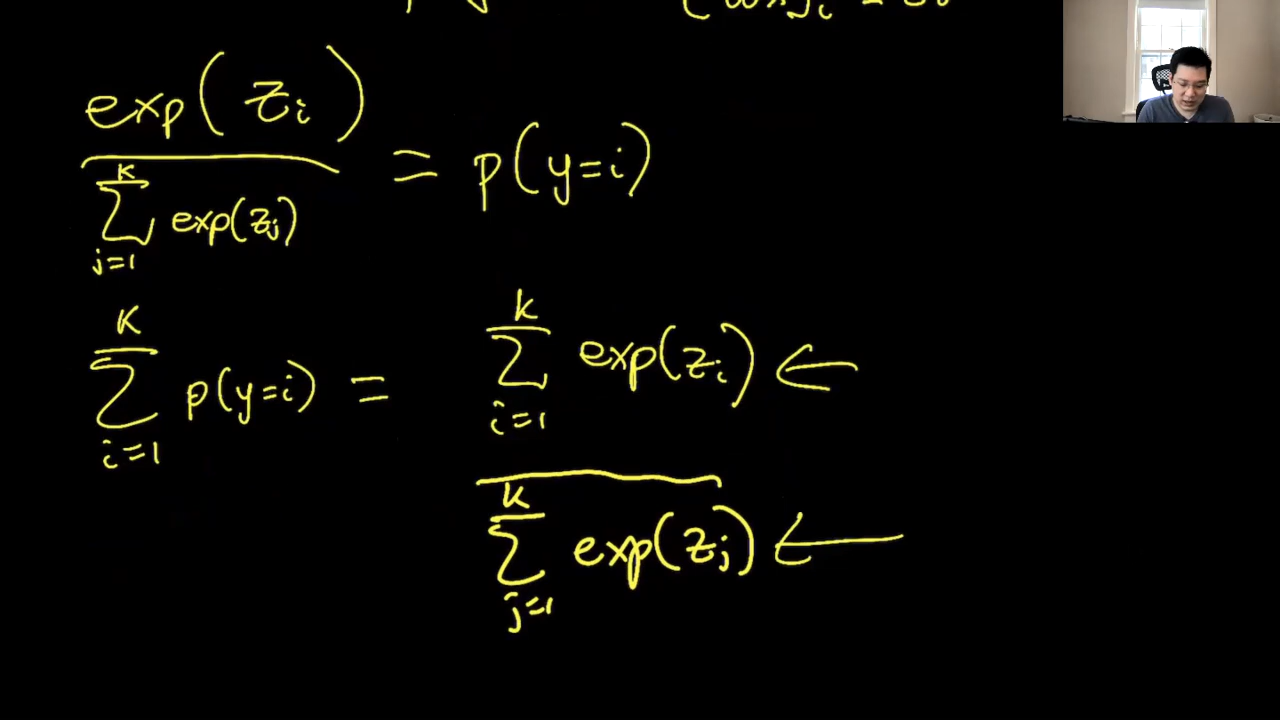 exp(z_i) / Σ_{j=1}^{K} exp(z_j) = p(y=i)
Σ_{i=1}^{K} p(y=i) = Σ_{i=1}^{K} exp(z_i) ← / Σ_{j=1}^{K} exp(z_j) ←